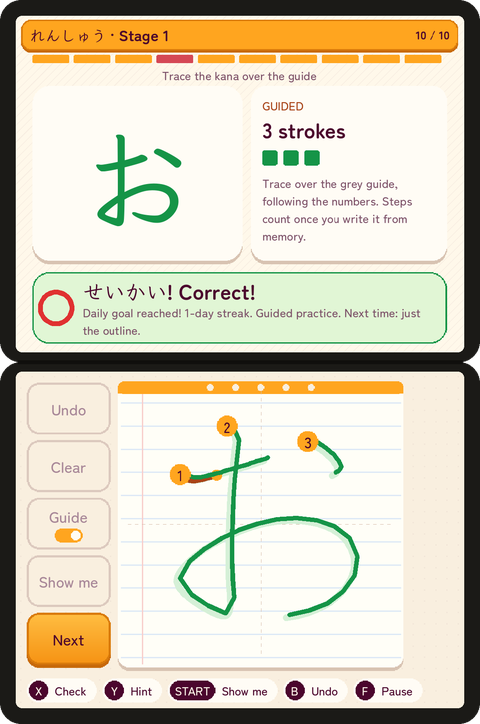 れんしゅう · Stage 1
10 / 10
Trace the kana over the guide
お
GUIDED
3 strokes
Trace over the grey guide,
following the numbers. Steps
count once you write it from
memory.
せいかい! Correct!
Daily goal reached! 1-day streak. Guided practice. Next time: just
the outline.
Undo
Clear
Guide
Show me
Next
1
2
3
お
X Check
Y Hint
START Show me
B Undo
F Pause